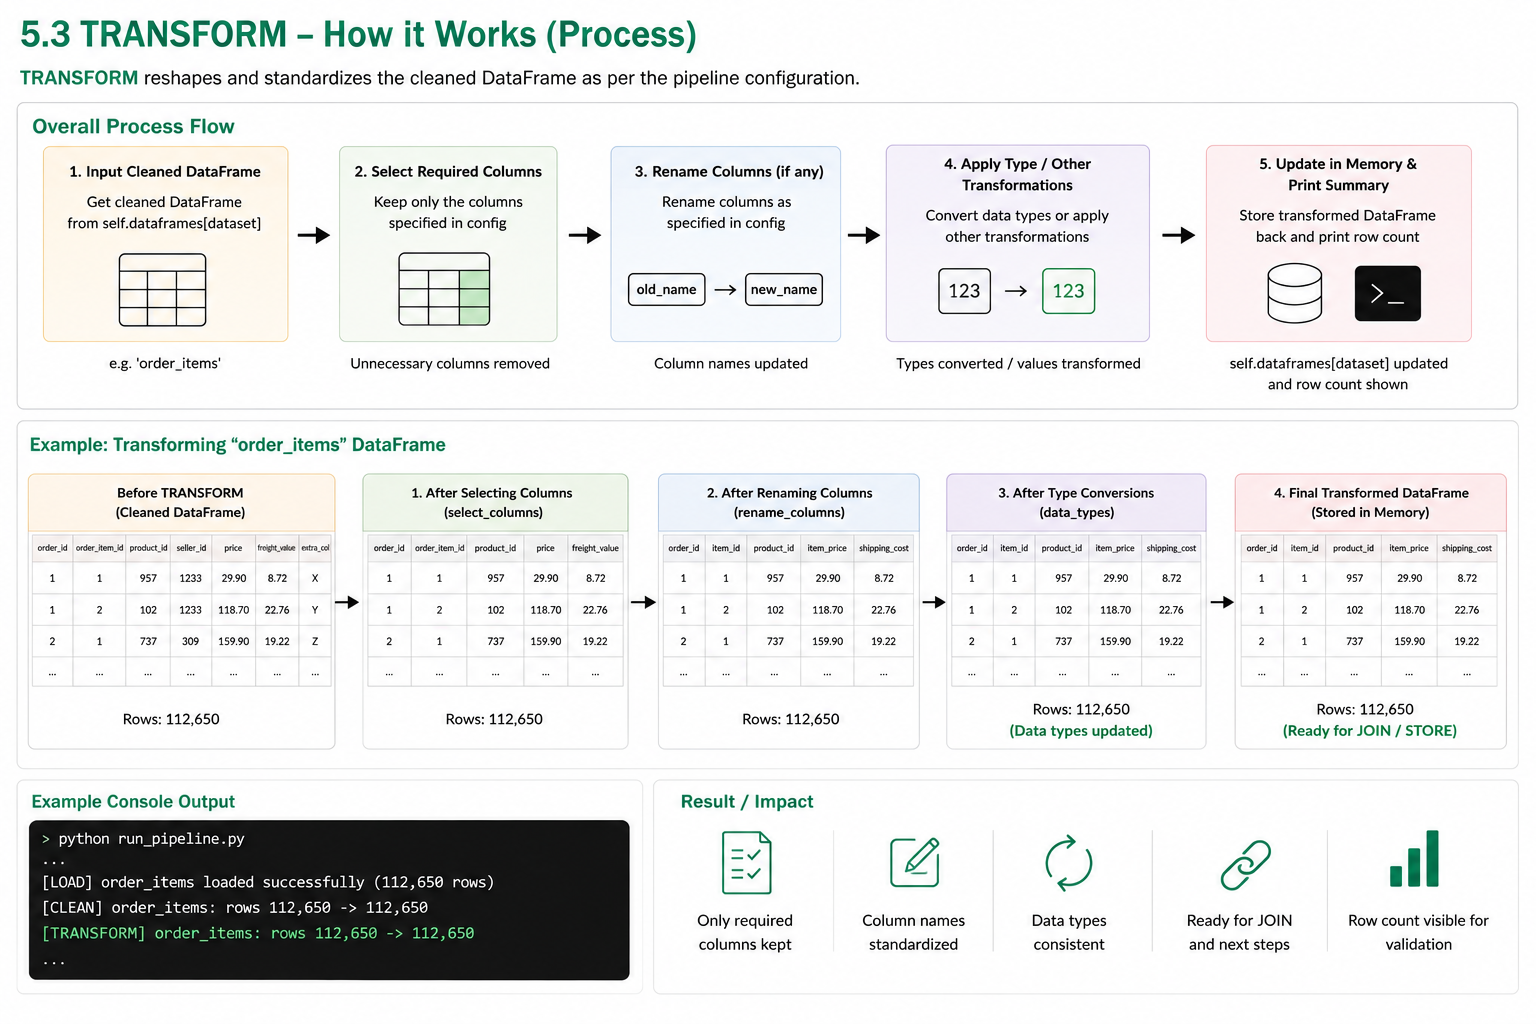 5.3 TRANSFORM – How it Works (Process)
TRANSFORM reshapes and standardizes the cleaned DataFrame as per the pipeline configuration.
Overall Process Flow
1. Input Cleaned DataFrame
Get cleaned DataFrame
from self.dataframes[dataset]
e.g. 'order_items'
2. Select Required Columns
Keep only the columns
specified in config
Unnecessary columns removed
3. Rename Columns (if any)
Rename columns as
specified in config
old_name → new_name
Column names updated
4. Apply Type / Other
Transformations
Convert data types or apply
other transformations
123 → 123
Types converted / values transformed
5. Update in Memory &
Print Summary
Store transformed DataFrame
back and print row count
>_
self.dataframes[dataset] updated
and row count shown
Example: Transforming “order_items” DataFrame
Before TRANSFORM
(Cleaned DataFrame)
order_id order_item_id product_id seller_id price freight_value extra_col
1 1 957 1233 29.90 8.72 X
1 2 102 1233 118.70 22.76 Y
2 1 737 309 159.90 19.22 Z
... ... ... ... ... ... ...
Rows: 112,650
1. After Selecting Columns
(select_columns)
order_id order_item_id product_id price freight_value
1 1 957 29.90 8.72
1 2 102 118.70 22.76
2 1 737 159.90 19.22
... ... ... ... ...
Rows: 112,650
2. After Renaming Columns
(rename_columns)
order_id item_id product_id item_price shipping_cost
1 1 957 29.90 8.72
1 2 102 118.70 22.76
2 1 737 159.90 19.22
... ... ... ... ...
Rows: 112,650
3. After Type Conversions
(data_types)
order_id item_id product_id item_price shipping_cost
1 1 957 29.90 8.72
1 2 102 118.70 22.76
2 1 737 159.90 19.22
... ... ... ... ...
Rows: 112,650
(Data types updated)
4. Final Transformed DataFrame
(Stored in Memory)
order_id item_id product_id item_price shipping_cost
1 1 957 29.90 8.72
1 2 102 118.70 22.76
2 1 737 159.90 19.22
... ... ... ... ...
Rows: 112,650
(Ready for JOIN / STORE)
Example Console Output
> python run_pipeline.py
...
[LOAD] order_items loaded successfully (112,650 rows)
[CLEAN] order_items: rows 112,650 -> 112,650
[TRANSFORM] order_items: rows 112,650 -> 112,650
...
Result / Impact
Only required
columns kept
Column names
standardized
Data types
consistent
Ready for JOIN
and next steps
Row count visible for
validation